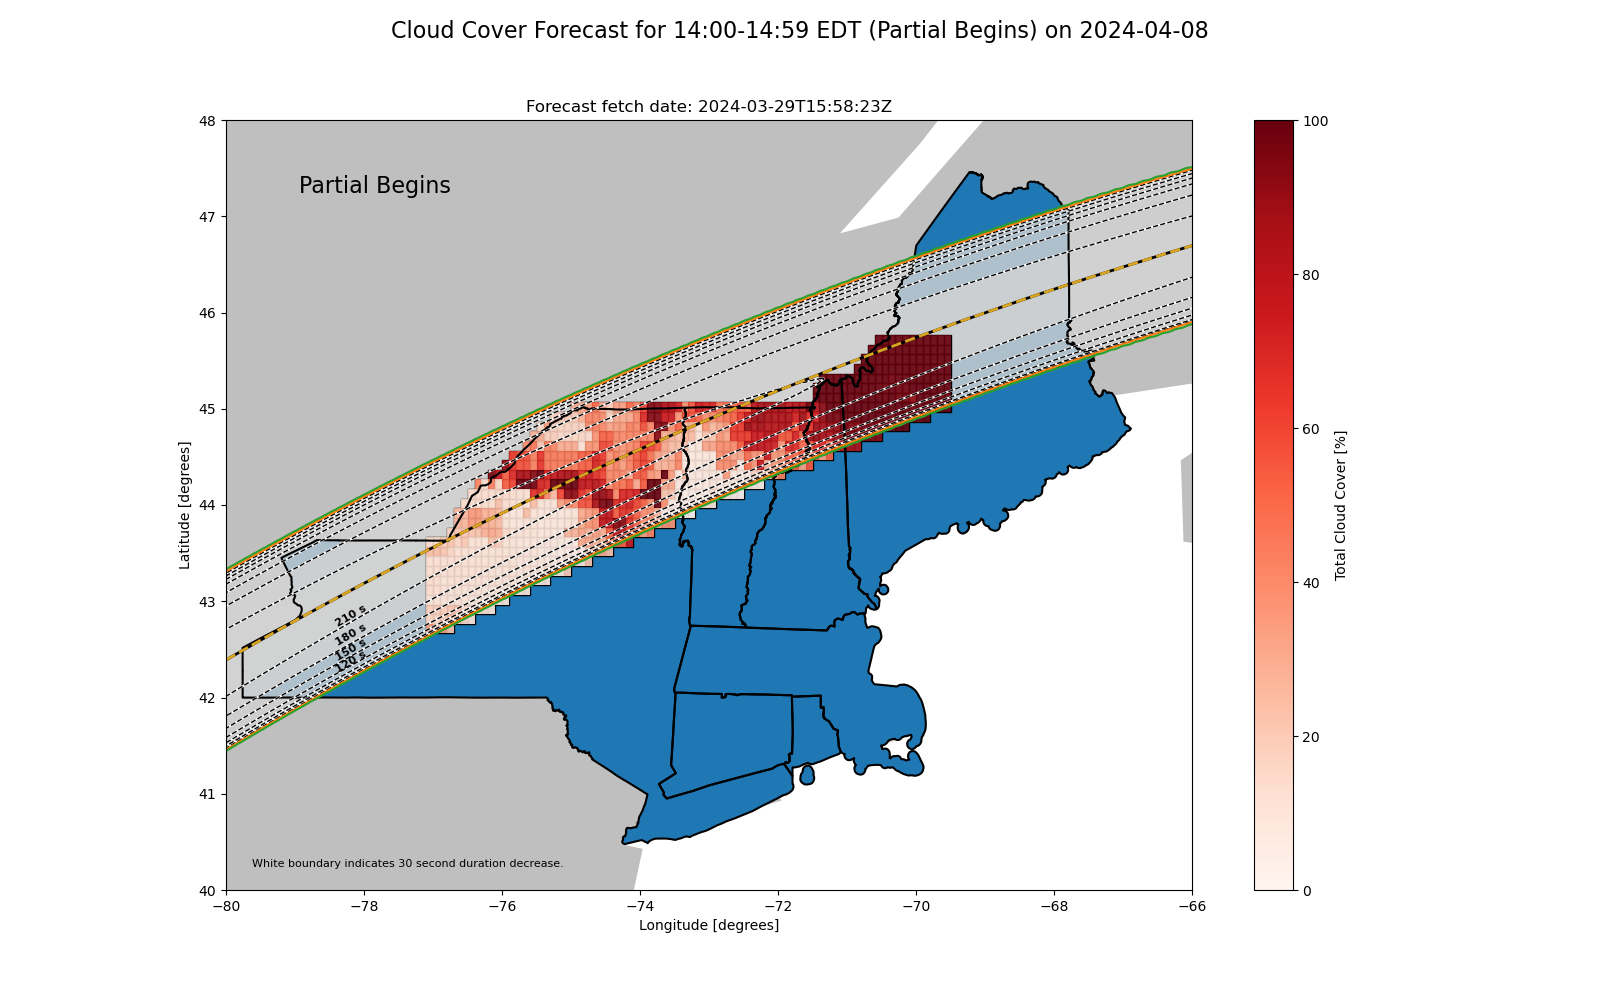 Cloud Cover Forecast for 14:00-14:59 EDT (Partial Begins) on 2024-04-08
Forecast fetch date: 2024-03-29T15:58:23Z
Partial Begins
210 s
180 s
150 s
120 s
White boundary indicates 30 second duration decrease.
48
47
46
45
44
43
42
41
40
Latitude [degrees]
−80
−78
−76
−74
−72
−70
−68
−66
Longitude [degrees]
100
80
60
40
20
0
Total Cloud Cover [%]